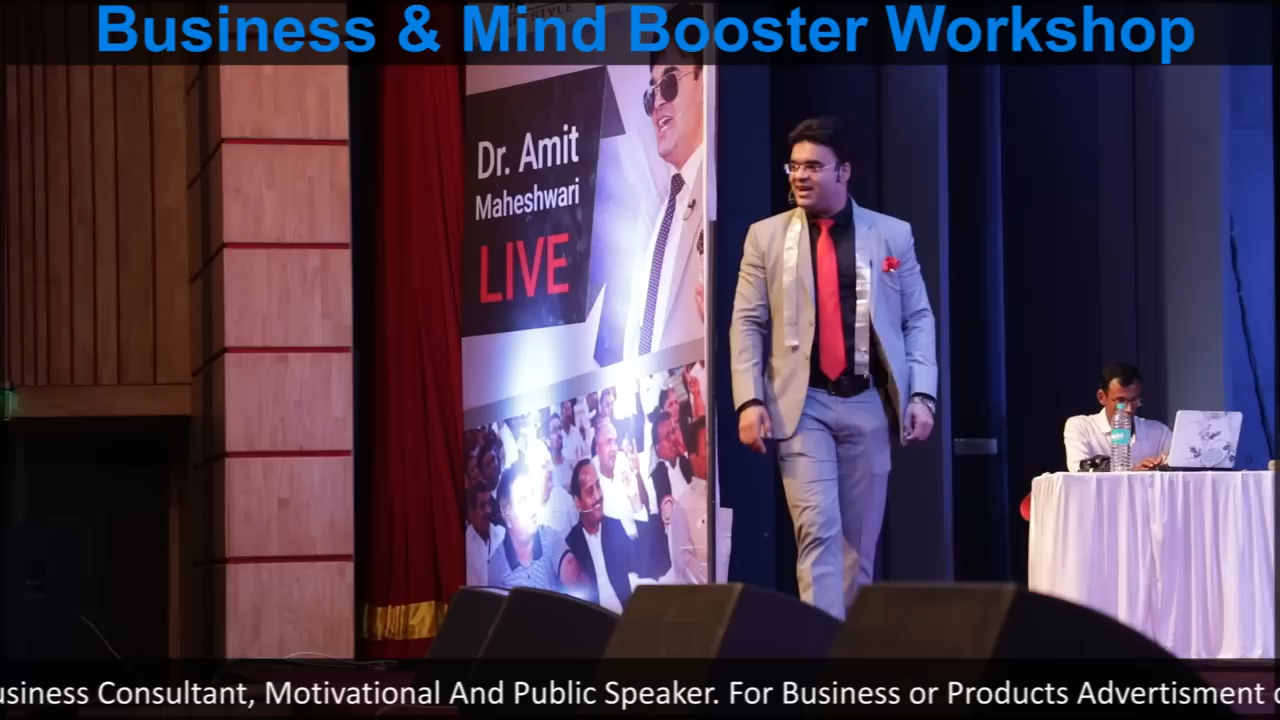 Business & Mind Booster Workshop
STYLE
Dr. Amit
Maheshwari
LIVE
usiness Consultant, Motivational And Public Speaker. For Business or Products Advertisment